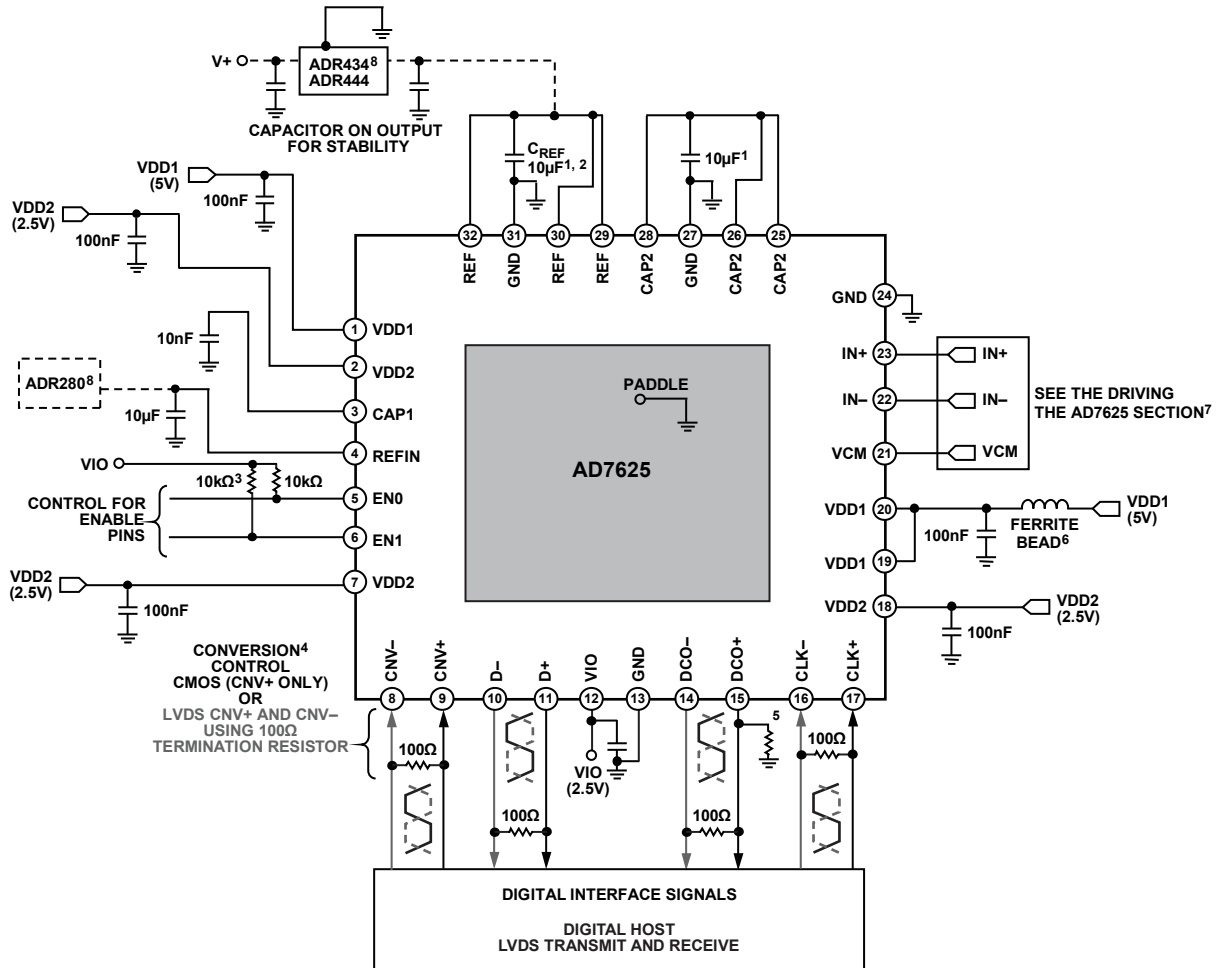 V+
ADR434⁸
ADR444
CAPACITOR ON OUTPUT
FOR STABILITY
VDD1
(5V)
100nF
VDD2
(2.5V)
100nF
CREF
10µF1, 2
10µF1
32
31
30
29
28
27
26
25
REF
GND
REF
REF
CAP2
GND
CAP2
CAP2
GND
24
10nF
1
VDD1
2
VDD2
ADR280⁸
10µF
3
CAP1
4
REFIN
VIO
10kΩ³
10kΩ
CONTROL FOR
ENABLE
PINS
5
EN0
6
EN1
VDD2
(2.5V)
7
VDD2
100nF
PADDLE
AD7625
IN+
23
IN+
IN–
22
IN–
VCM
21
VCM
SEE THE DRIVING
THE AD7625 SECTION⁷
VDD1
20
VDD1
19
100nF
FERRITE
BEAD⁶
VDD1
(5V)
VDD2
18
100nF
VDD2
(2.5V)
CONVERSION⁴
CONTROL
CMOS (CNV+ ONLY)
OR
LVDS CNV+ AND CNV–
USING 100Ω
TERMINATION RESISTOR
CNV-
CNV+
D–
D+
VIO
GND
DCO–
DCO+
CLK–
CLK+
8
9
10
11
12
13
14
15
16
17
5
100Ω
100Ω
VIO
(2.5V)
100Ω
100Ω
DIGITAL INTERFACE SIGNALS
DIGITAL HOST
LVDS TRANSMIT AND RECEIVE